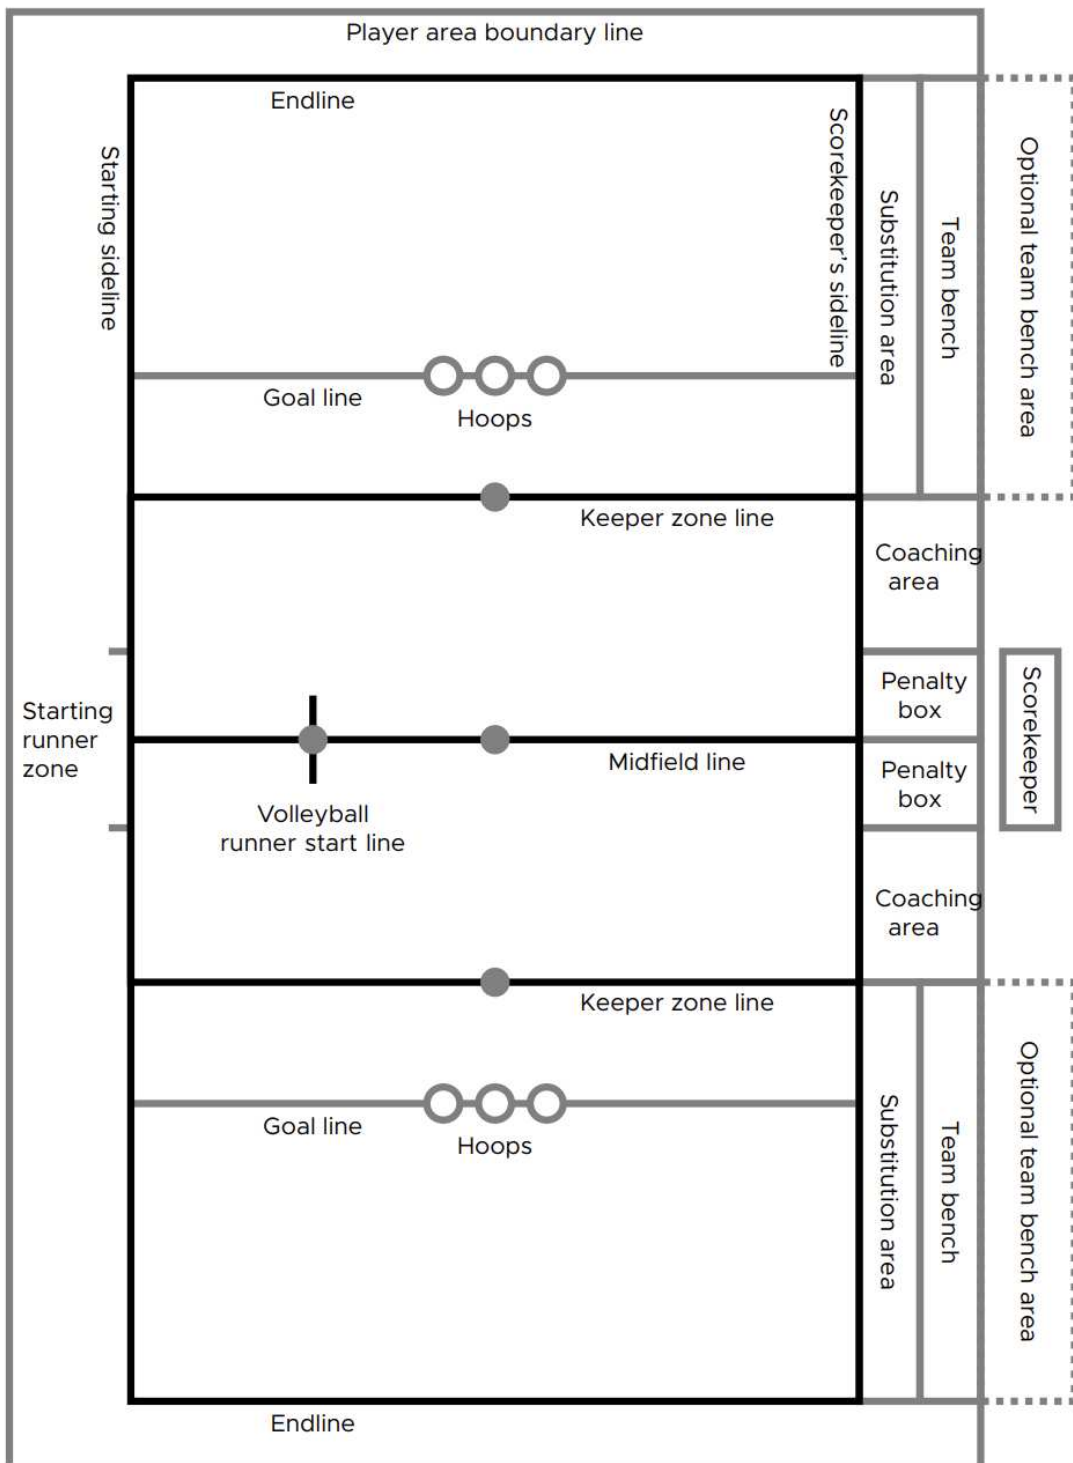 Player area boundary line
Endline
Starting sideline
Scorekeeper's sideline
Substitution area
Team bench
Optional team bench area
Goal line
Hoops
Keeper zone line
Coaching
area
Penalty
box
Scorekeeper
Starting
runner
zone
Midfield line
Penalty
box
Volleyball
runner start line
Coaching
area
Keeper zone line
Goal line
Hoops
Substitution area
Team bench
Optional team bench area
Endline